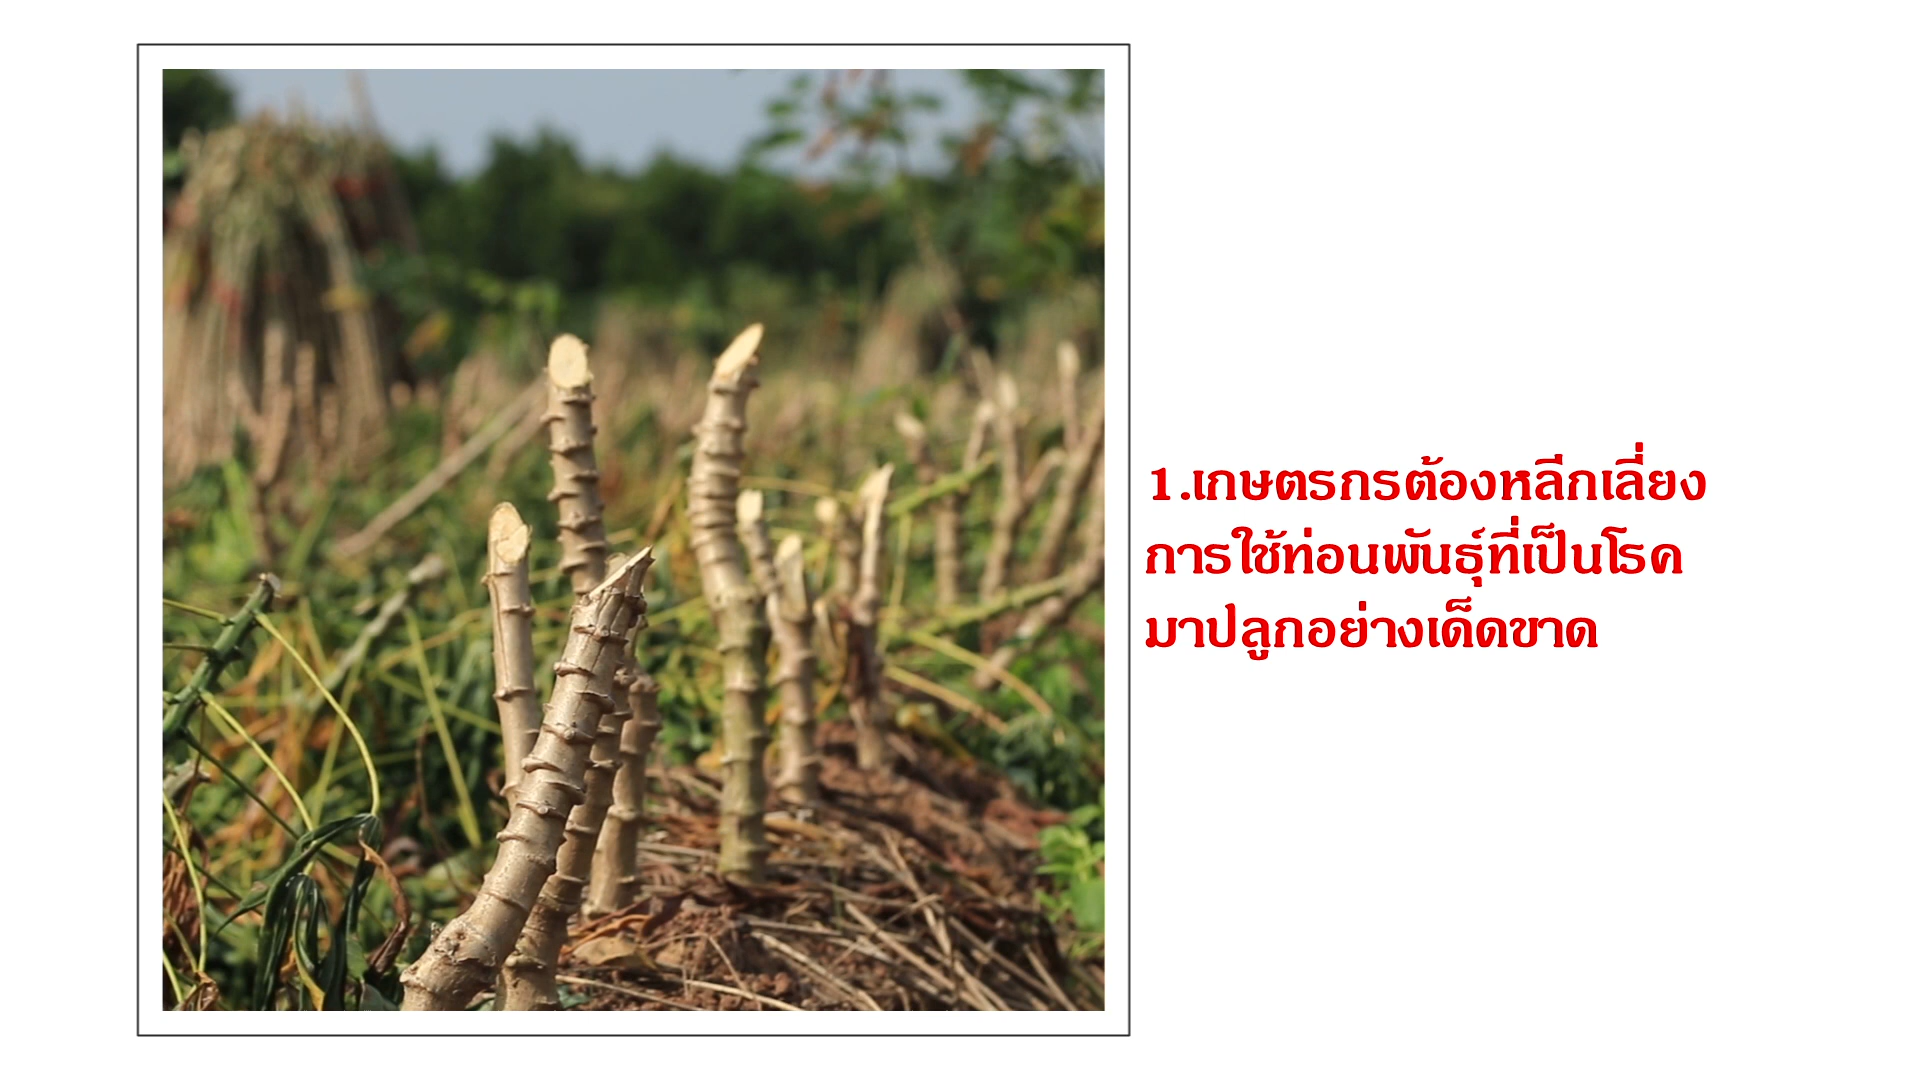 1.เกษตรกรต้องหลีกเลี่ยง
การใช้ท่อนพันธุ์ที่เป็นโรค
มาปลูกอย่างเด็ดขาด